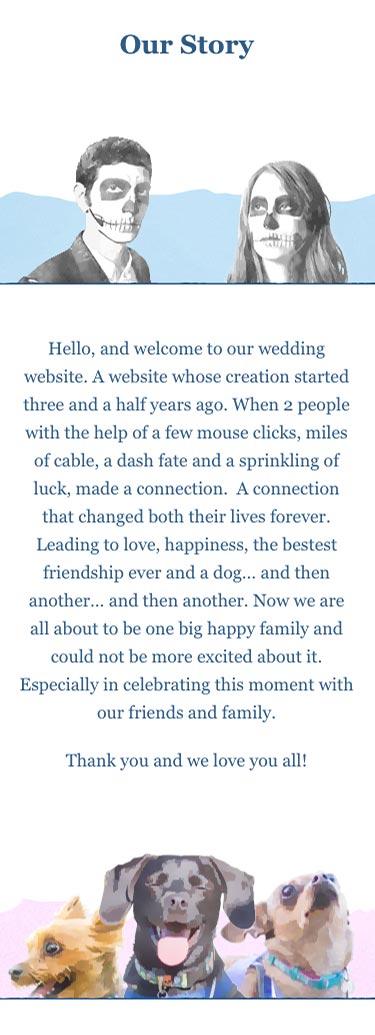 Our Story
Hello, and welcome to our wedding
website. A website whose creation started
three and a half years ago. When 2 people
with the help of a few mouse clicks, miles
of cable, a dash fate and a sprinkling of
luck, made a connection.  A connection
that changed both their lives forever.
Leading to love, happiness, the bestest
friendship ever and a dog... and then
another... and then another. Now we are
all about to be one big happy family and
could not be more excited about it.
Especially in celebrating this moment with
our friends and family.
Thank you and we love you all!